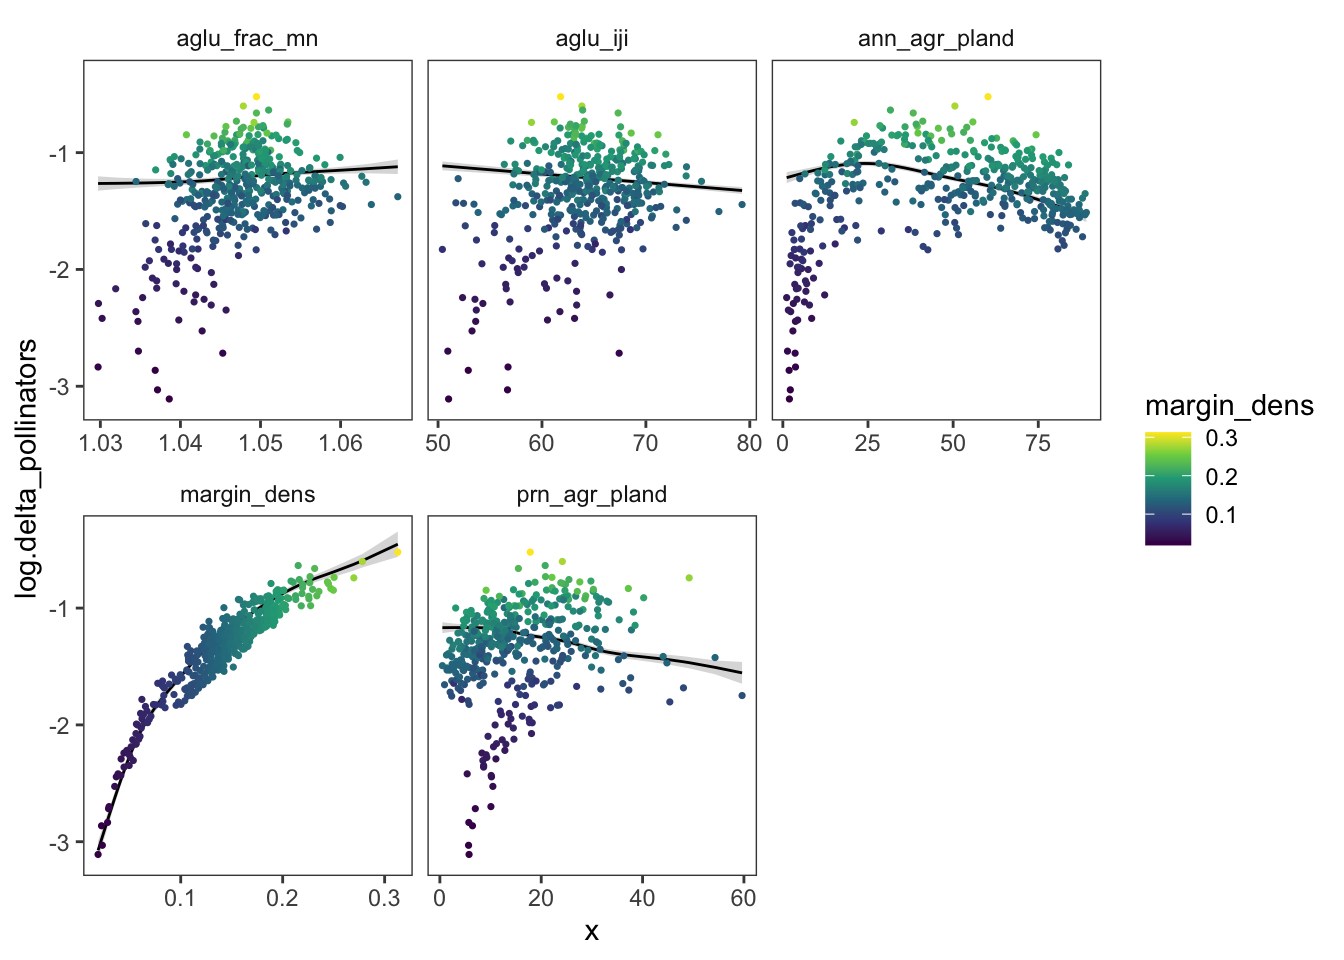 aglu_frac_mn
aglu_iji
ann_agr_pland
-1
-2
-3
1.03 1.04 1.05 1.06
50 60 70 80
0 25 50 75
margin_dens
prn_agr_pland
-1
-2
-3
0.1 0.2 0.3
0 20 40 60
x
log.delta_pollinators
margin_dens
0.3
0.2
0.1